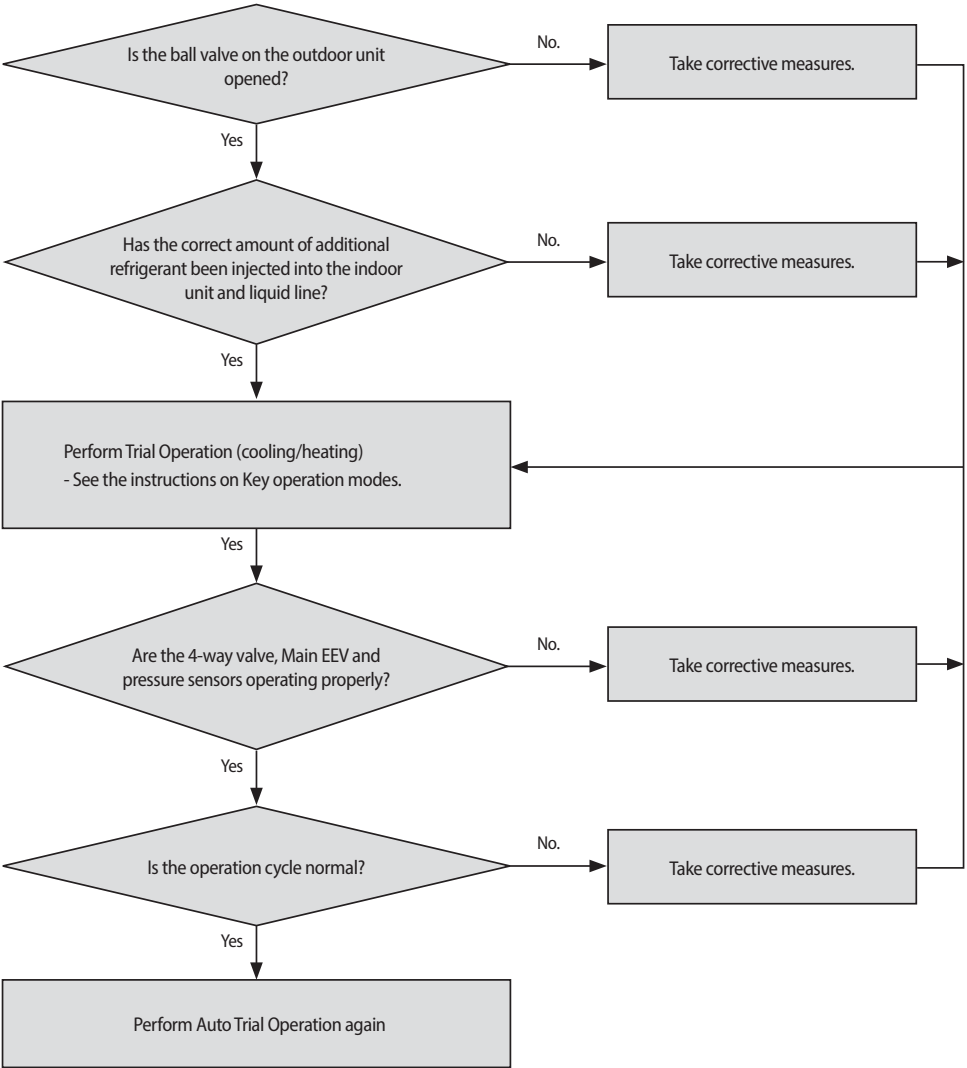 Is the ball valve on the outdoor unit
opened?
No.
Take corrective measures.
Yes
Has the correct amount of additional
refrigerant been injected into the indoor
unit and liquid line?
No.
Take corrective measures.
Yes
Perform Trial Operation (cooling/heating)
- See the instructions on Key operation modes.
Yes
Are the 4-way valve, Main EEV and
pressure sensors operating properly?
No.
Take corrective measures.
Yes
Is the operation cycle normal?
No.
Take corrective measures.
Yes
Perform Auto Trial Operation again